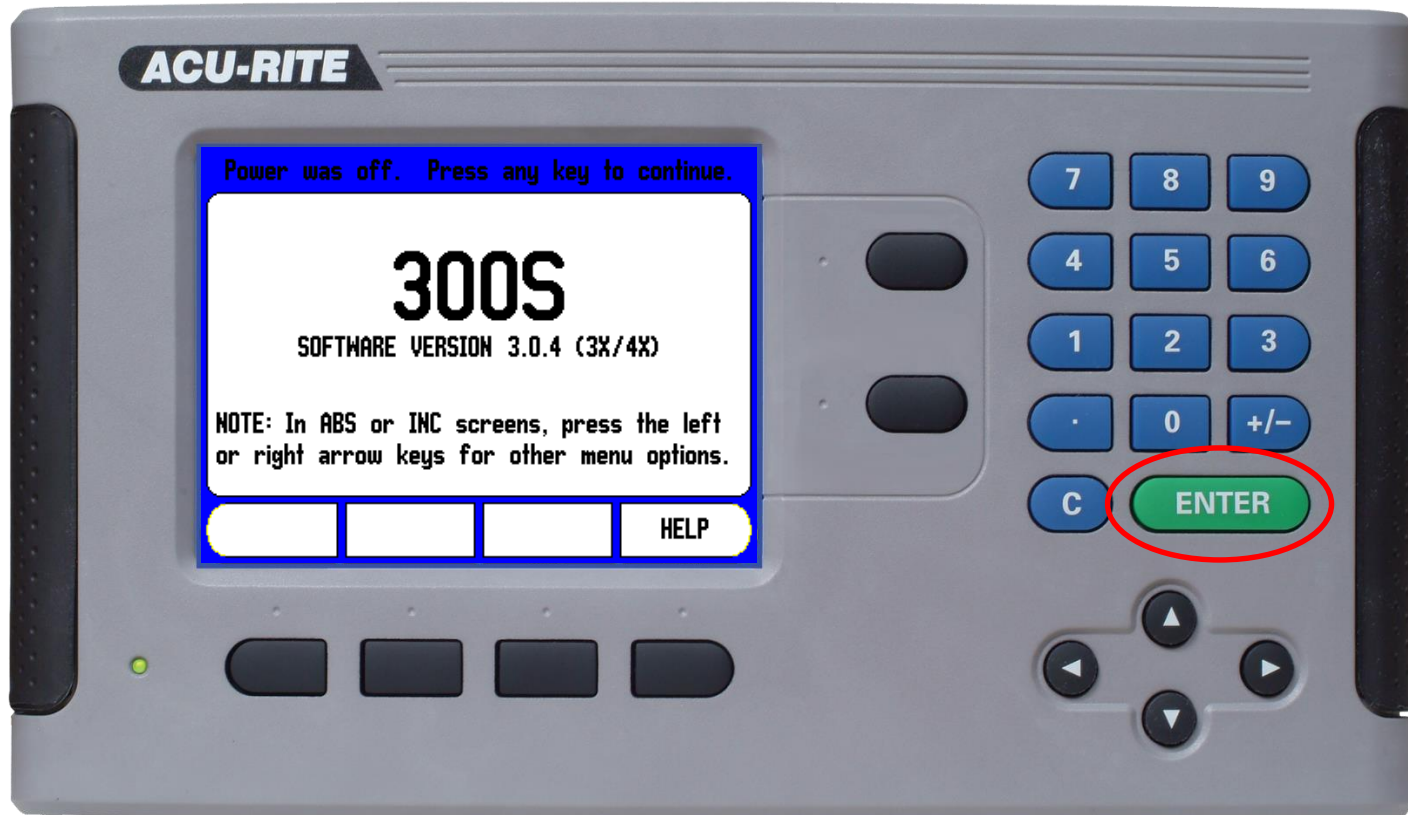 ACU-RITE
Power was off. Press any key to continue.
300S
SOFTWARE VERSION 3.0.4 (3X/4X)
NOTE: In ABS or INC screens, press the left
or right arrow keys for other menu options.
HELP
7 8 9
4 5 6
1 2 3
. 0 +/-
C ENTER